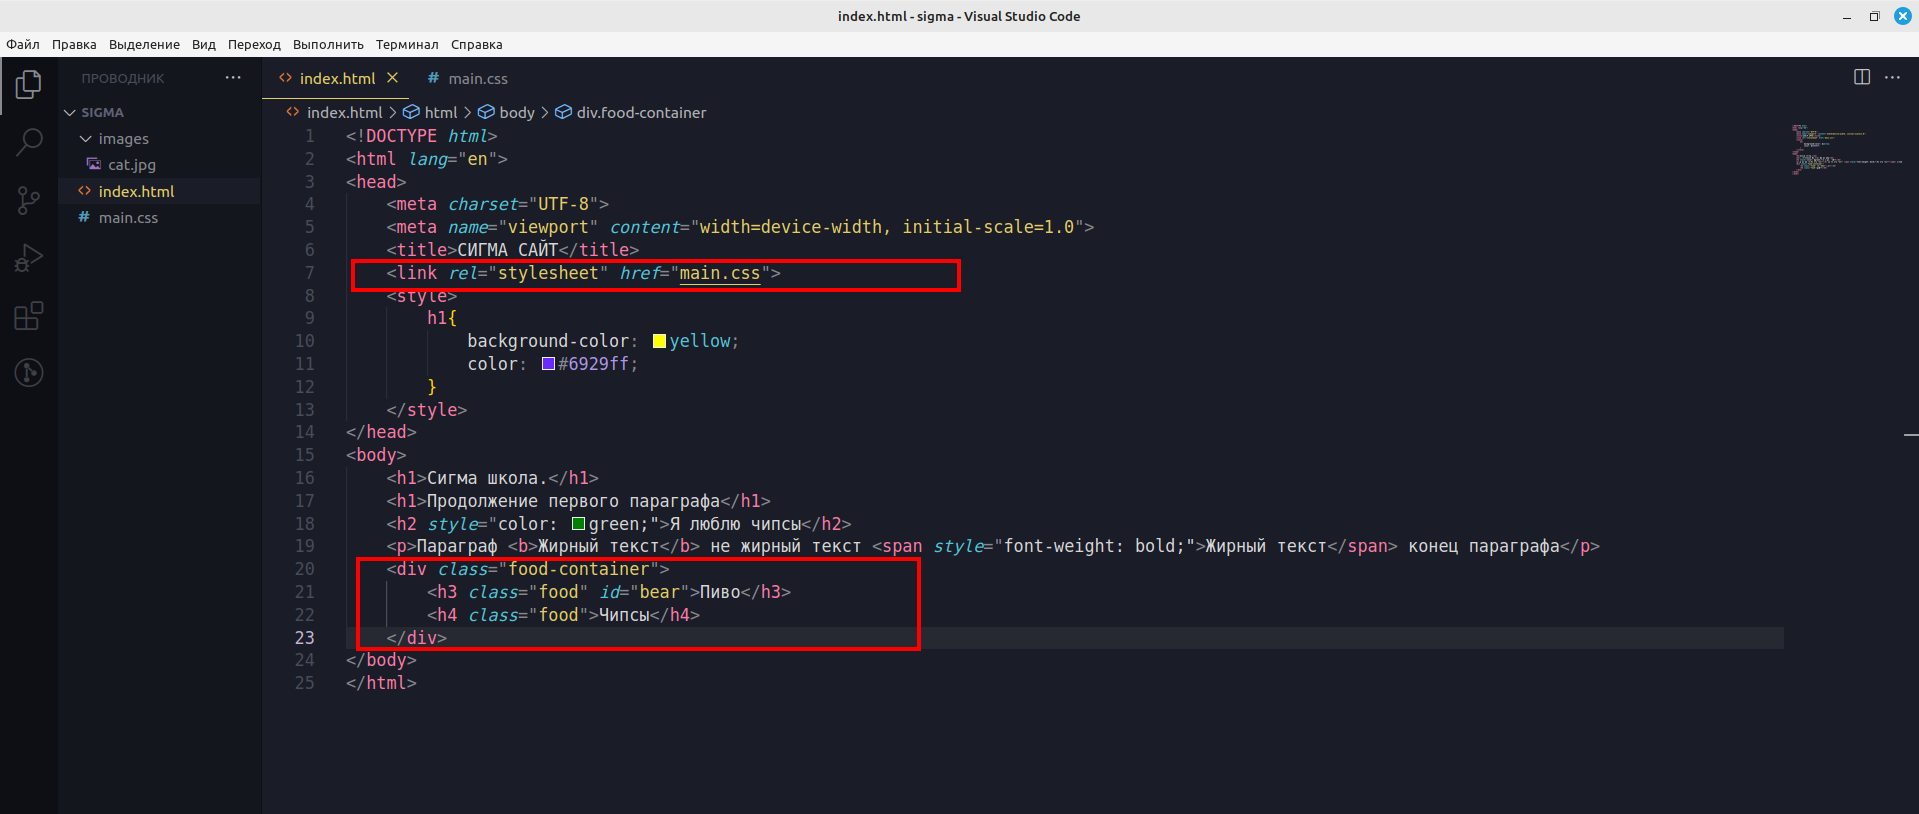 index.html - sigma - Visual Studio Code
Файл Правка Выделение Вид Переход Выполнить Терминал Справка
ПРОВОДНИК ···
SIGMA
images
cat.jpg
index.html
main.css
index.html main.css
index.html > html > body > div.food-container
1 <!DOCTYPE html>
2 <html lang="en">
3 <head>
4 <meta charset="UTF-8">
5 <meta name="viewport" content="width=device-width, initial-scale=1.0">
6 <title>СИГМА САЙТ</title>
7 <link rel="stylesheet" href="main.css">
8 <style>
9 h1{
10 background-color: yellow;
11 color: #6929ff;
12 }
13 </style>
14 </head>
15 <body>
16 <h1>Сигма школа.</h1>
17 <h1>Продолжение первого параграфа</h1>
18 <h2 style="color: green;">Я люблю чипсы</h2>
19 <p>Параграф <b>Жирный текст</b> не жирный текст <span style="font-weight: bold;">Жирный текст</span> конец параграфа</p>
20 <div class="food-container">
21 <h3 class="food" id="bear">Пиво</h3>
22 <h4 class="food">Чипсы</h4>
23 </div>
24 </body>
25 </html>